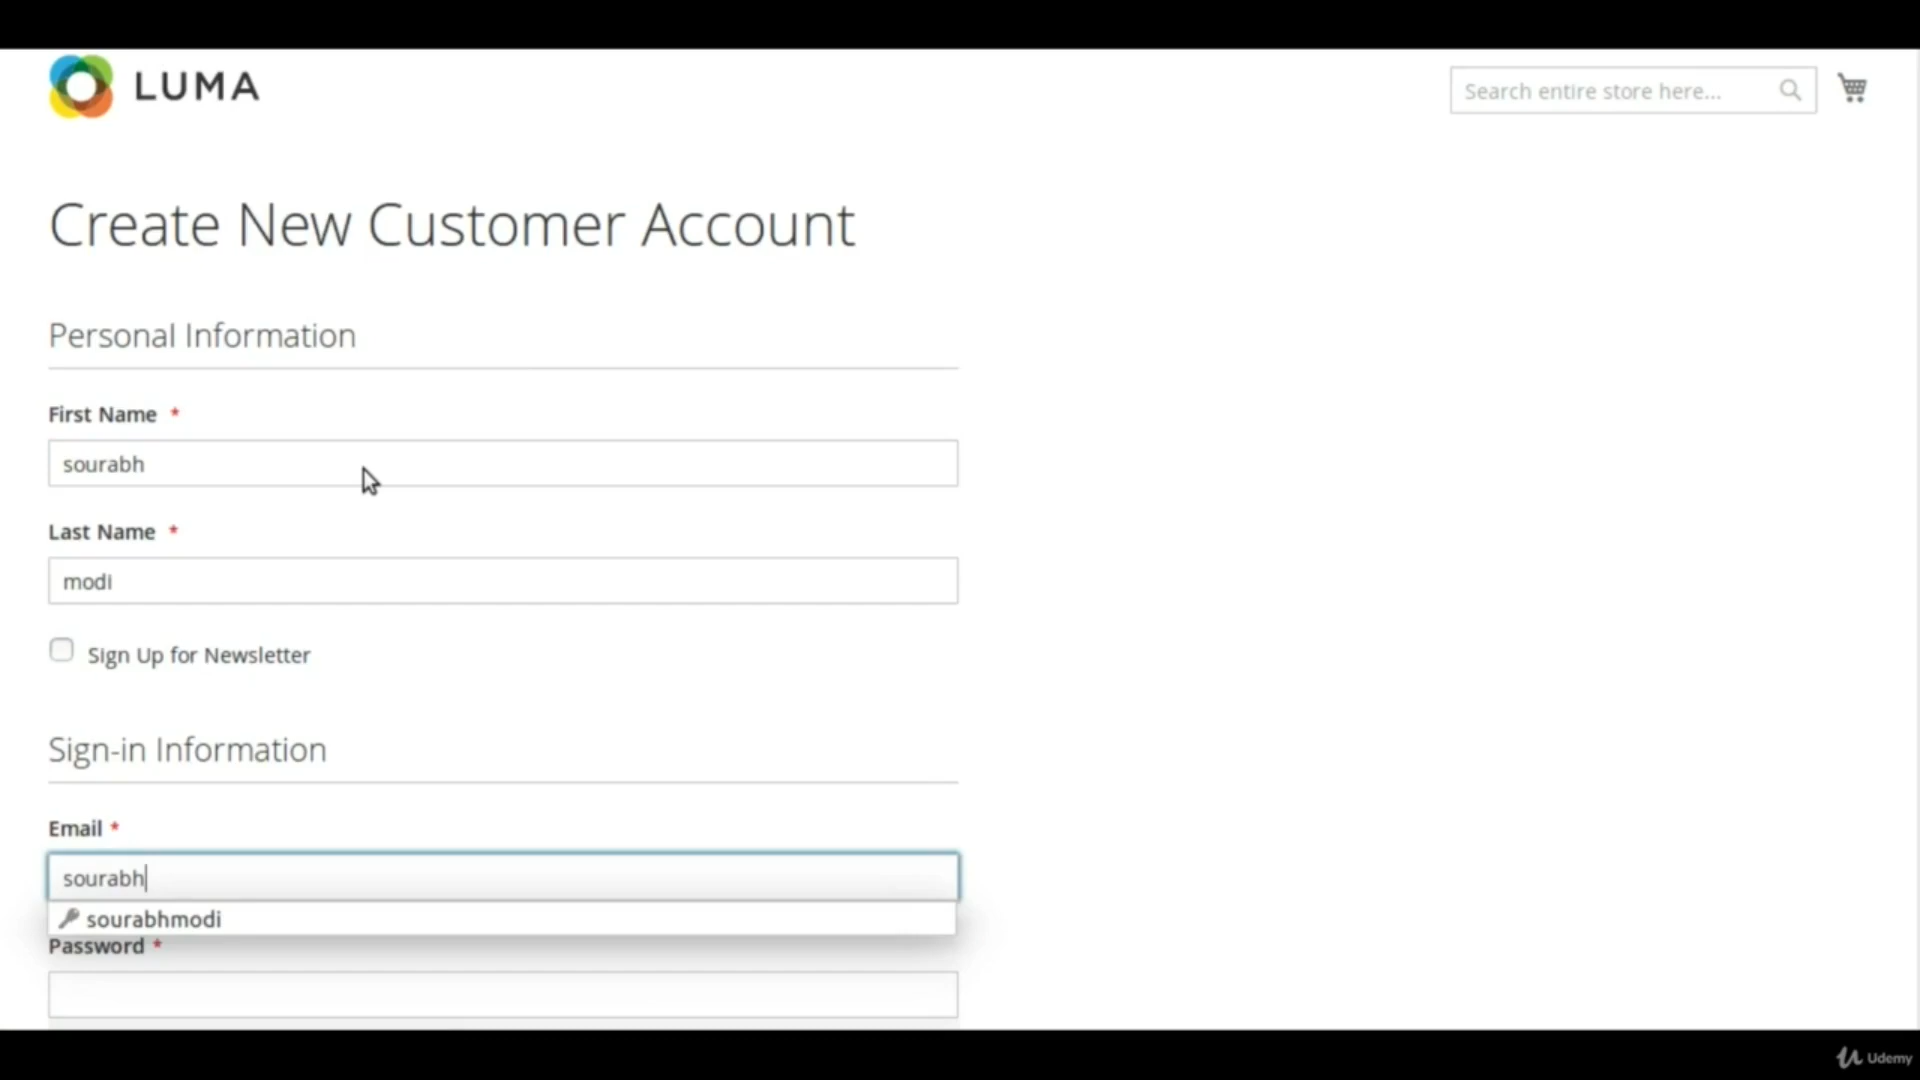 LUMA
Search entire store here...
Create New Customer Account
Personal Information
First Name *
sourabh
Last Name *
modi
Sign Up for Newsletter
Sign-in Information
Email *
sourabh
sourabhmodi
Password *
Udemy